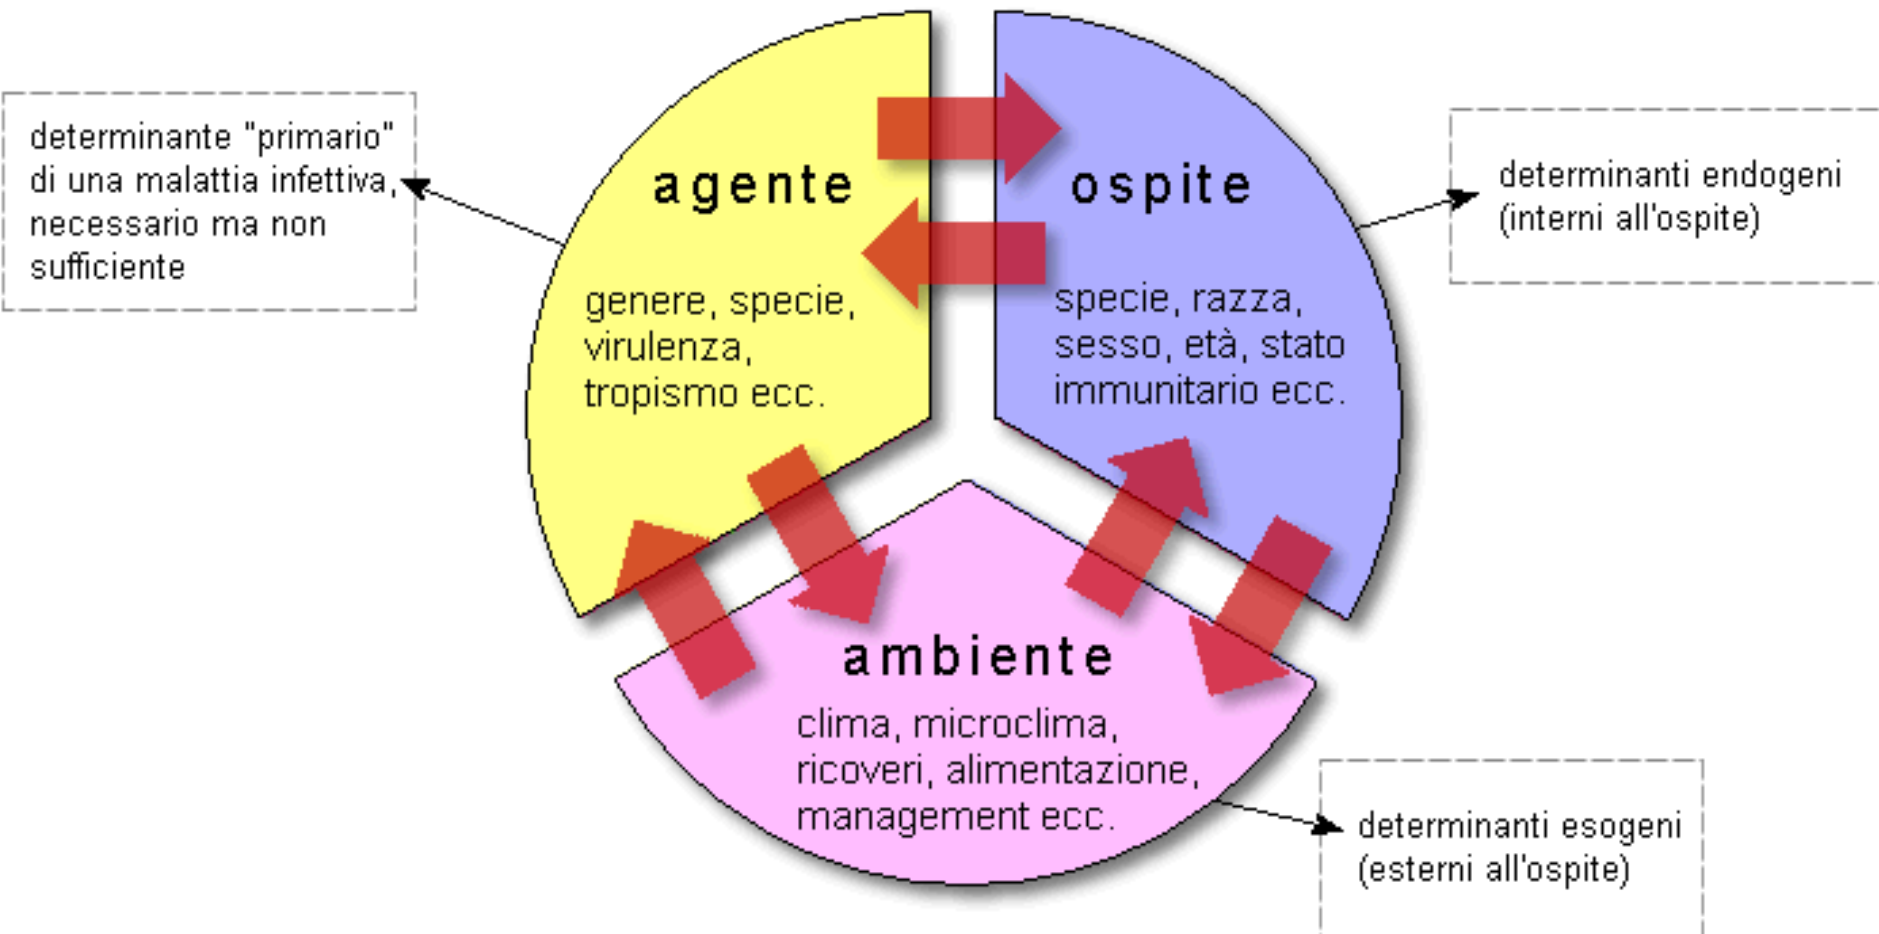 determinante "primario"
di una malattia infettiva,
necessario ma non
sufficiente
agente
genere, specie,
virulenza,
tropismo ecc.
ospite
specie, razza,
sesso, età, stato
immunitario ecc.
determinanti endogeni
(interni all'ospite)
ambiente
clima, microclima,
ricoveri, alimentazione,
management ecc.
determinanti esogeni
(esterni all'ospite)